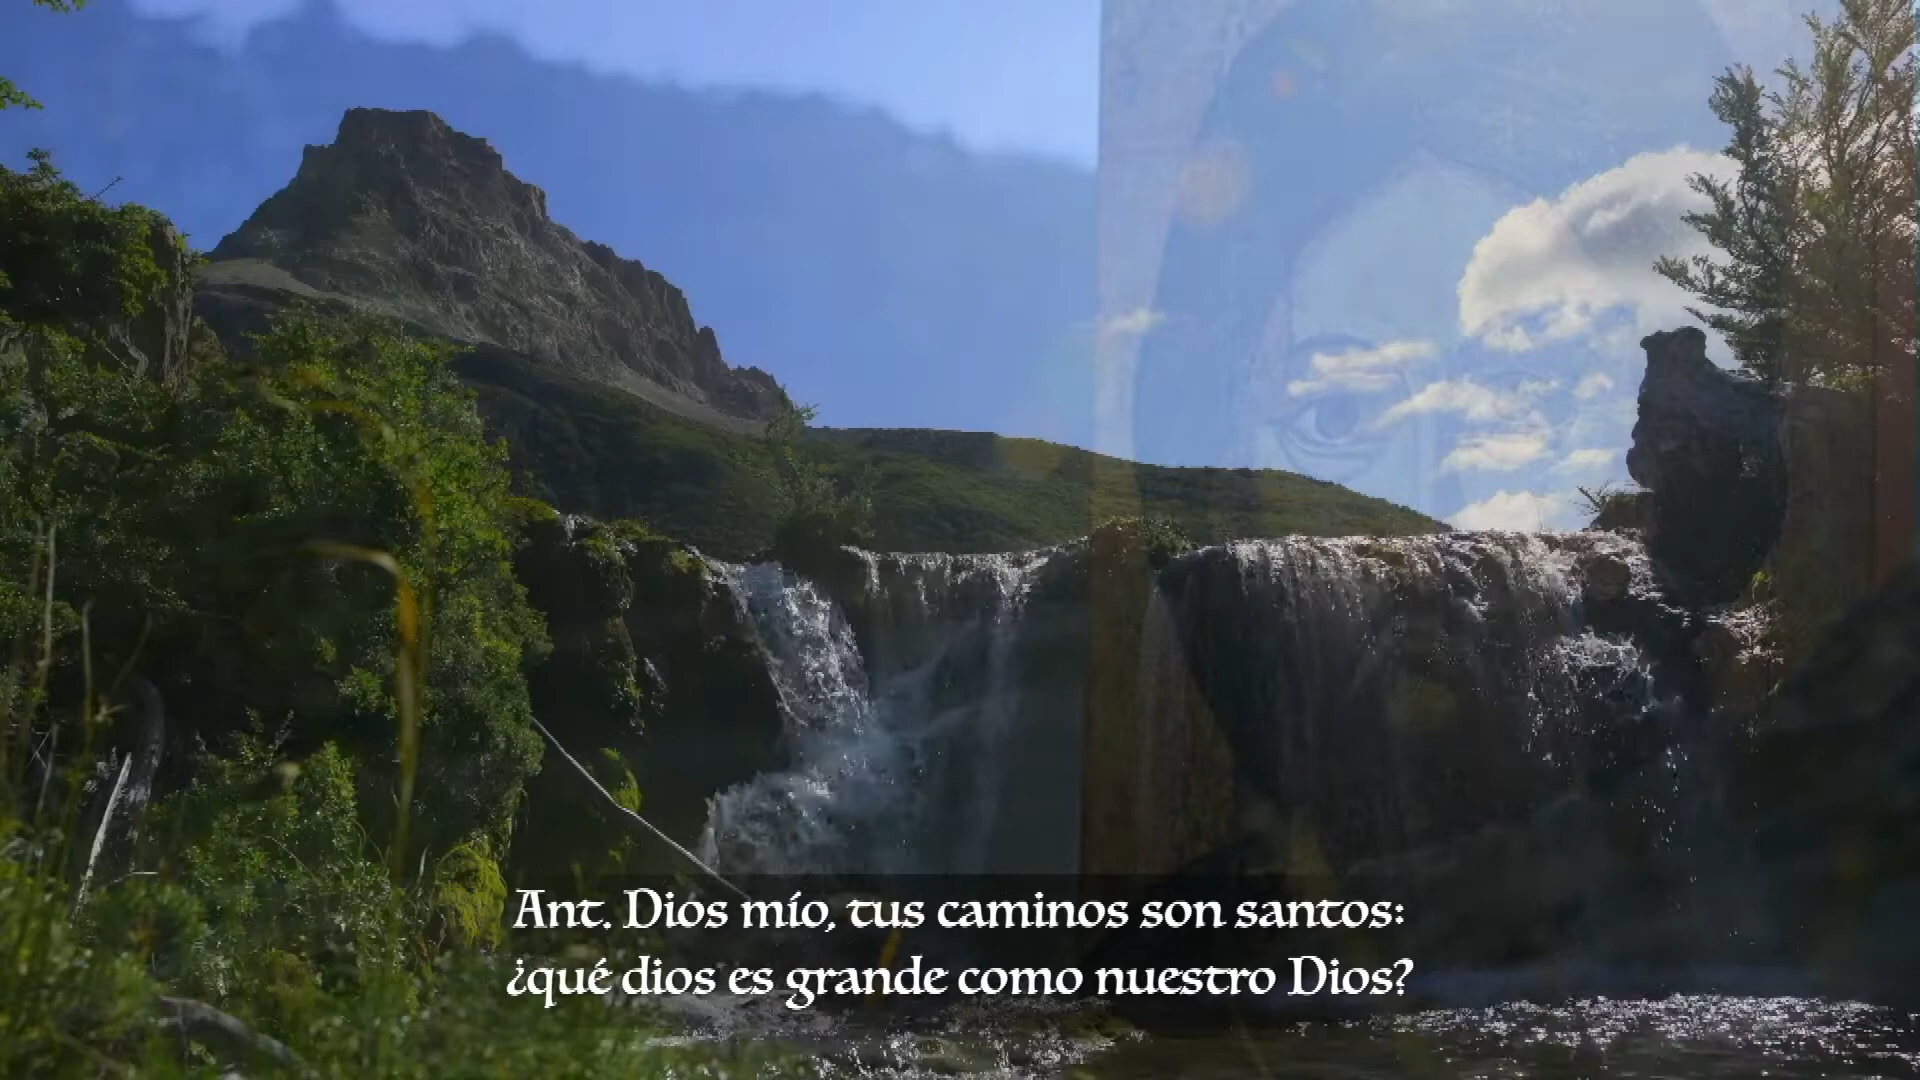 Ant. Dios mío, tus caminos son santos:
¿qué dios es grande como nuestro Dios?